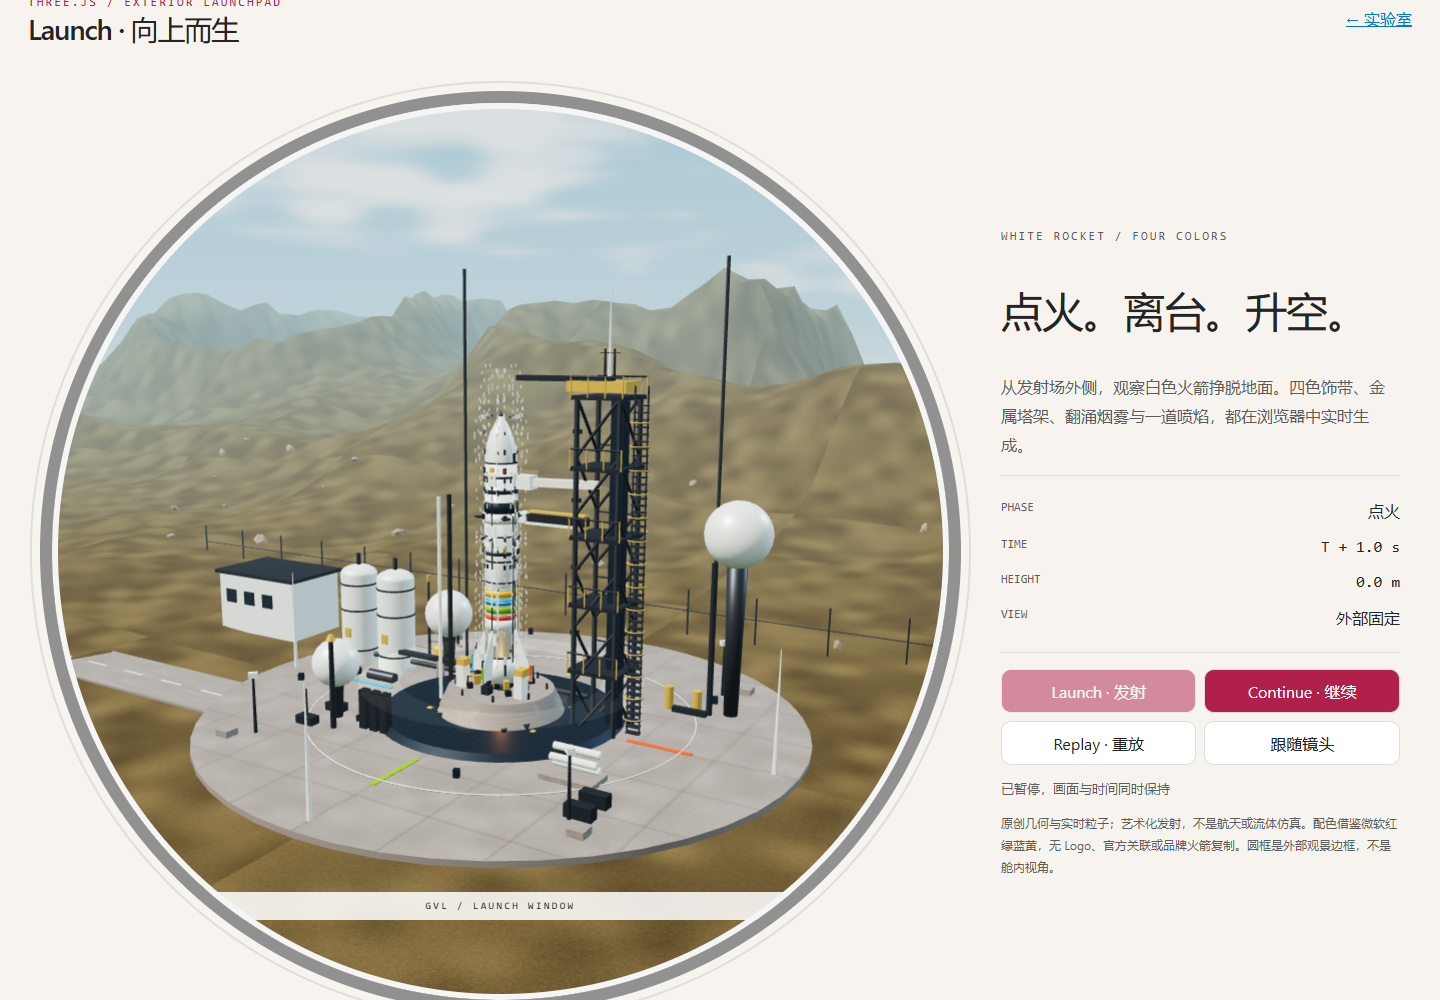 THREE.JS / EXTERIOR LAUNCHPAD
Launch · 向上而生
← 实验室
WHITE ROCKET / FOUR COLORS
点火。离台。升空。
从发射场外侧，观察白色火箭挣脱地面。四色饰带、金
属塔架、翻涌烟雾与一道喷焰，都在浏览器中实时生
成。
PHASE 点火
TIME T + 1.0 s
HEIGHT 0.0 m
VIEW 外部固定
Launch · 发射 Continue · 继续
Replay · 重放 跟随镜头
已暂停，画面与时间同时保持
原创几何与实时粒子；艺术化发射，不是航天或流体仿真。配色借鉴微软红
绿蓝黄，无 Logo、官方关联或品牌火箭复制。圆框是外部观景边框，不是
舱内视角。
GVL / LAUNCH WINDOW